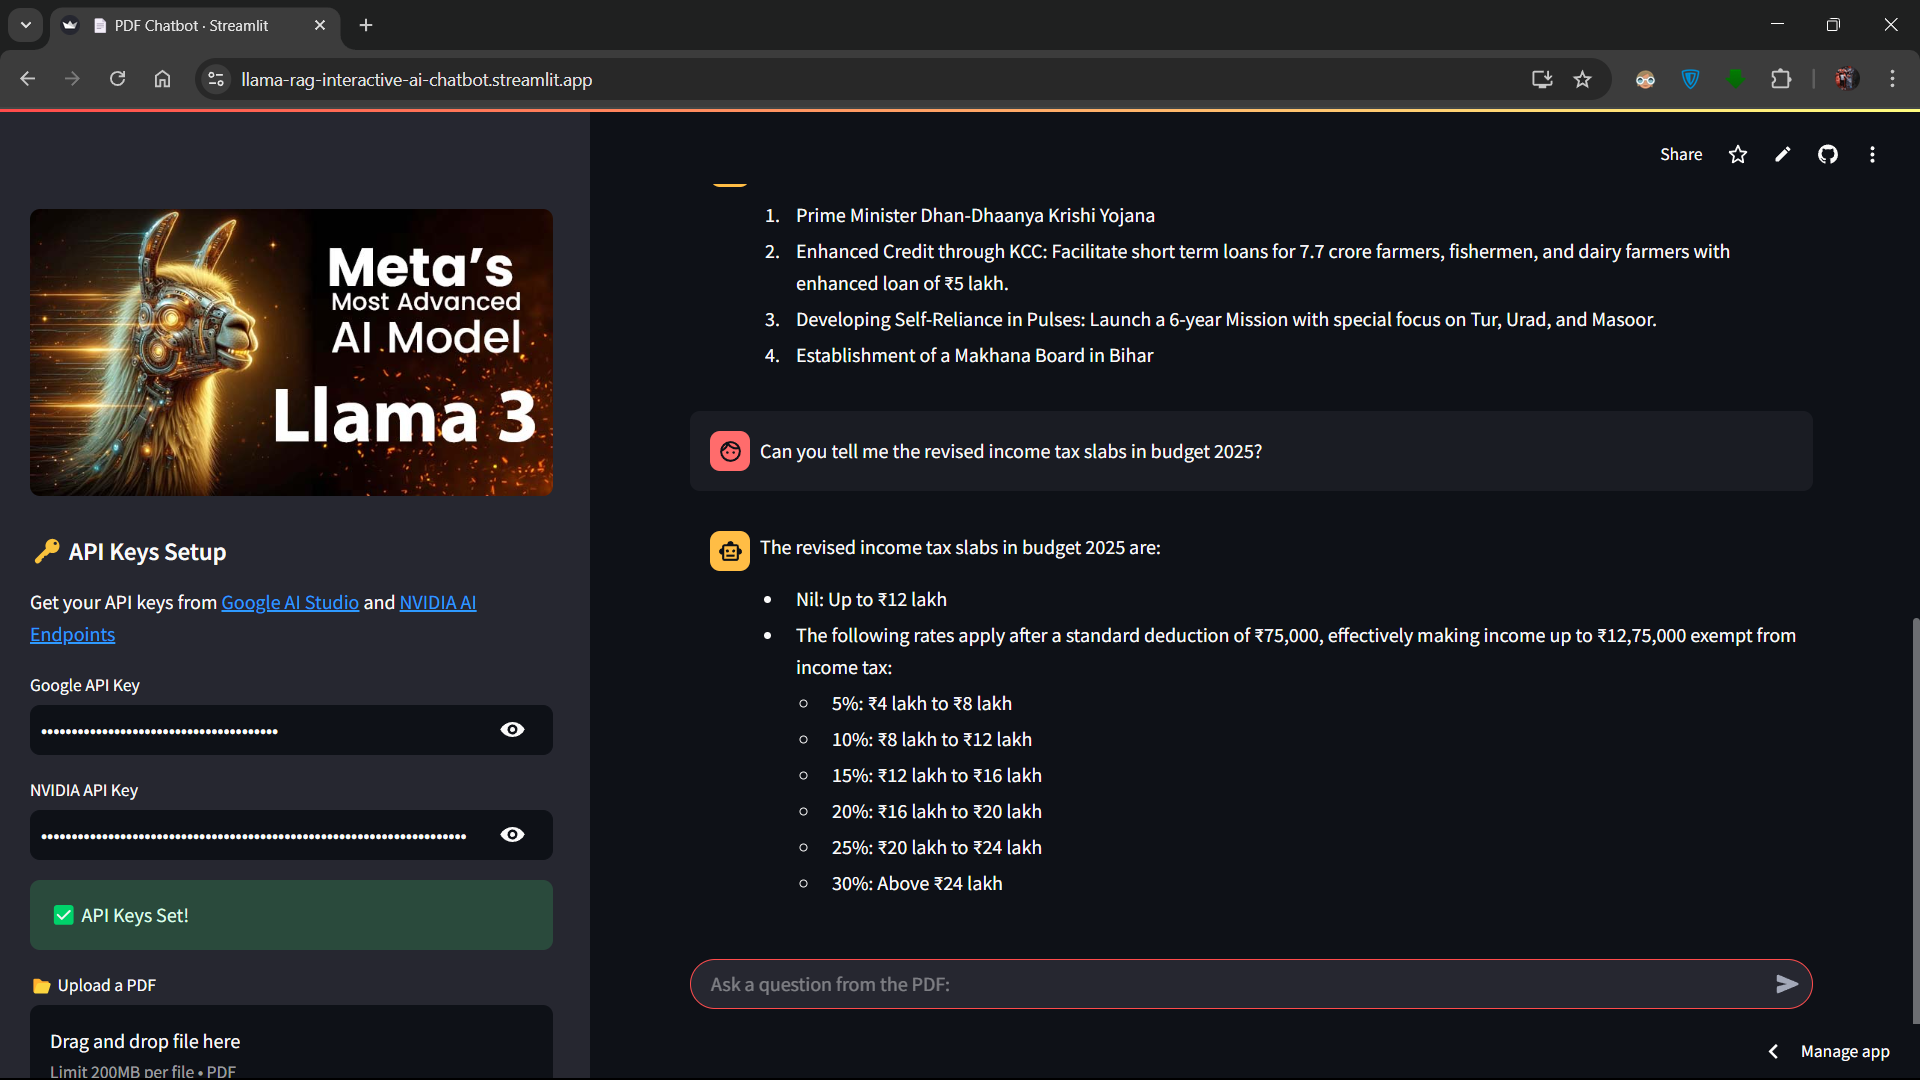 PDF Chatbot · Streamlit
llama-rag-interactive-ai-chatbot.streamlit.app
Share
Meta’s
Most Advanced
AI Model
Llama 3
API Keys Setup
Get your API keys from Google AI Studio and NVIDIA AI
Endpoints
Google API Key
NVIDIA API Key
API Keys Set!
Upload a PDF
Drag and drop file here
Limit 200MB per file • PDF
1. Prime Minister Dhan-Dhaanya Krishi Yojana
2. Enhanced Credit through KCC: Facilitate short term loans for 7.7 crore farmers, fishermen, and dairy farmers with
enhanced loan of ₹5 lakh.
3. Developing Self-Reliance in Pulses: Launch a 6-year Mission with special focus on Tur, Urad, and Masoor.
4. Establishment of a Makhana Board in Bihar
Can you tell me the revised income tax slabs in budget 2025?
The revised income tax slabs in budget 2025 are:
• Nil: Up to ₹12 lakh
• The following rates apply after a standard deduction of ₹75,000, effectively making income up to ₹12,75,000 exempt from
income tax:
○ 5%: ₹4 lakh to ₹8 lakh
○ 10%: ₹8 lakh to ₹12 lakh
○ 15%: ₹12 lakh to ₹16 lakh
○ 20%: ₹16 lakh to ₹20 lakh
○ 25%: ₹20 lakh to ₹24 lakh
○ 30%: Above ₹24 lakh
Ask a question from the PDF:
Manage app